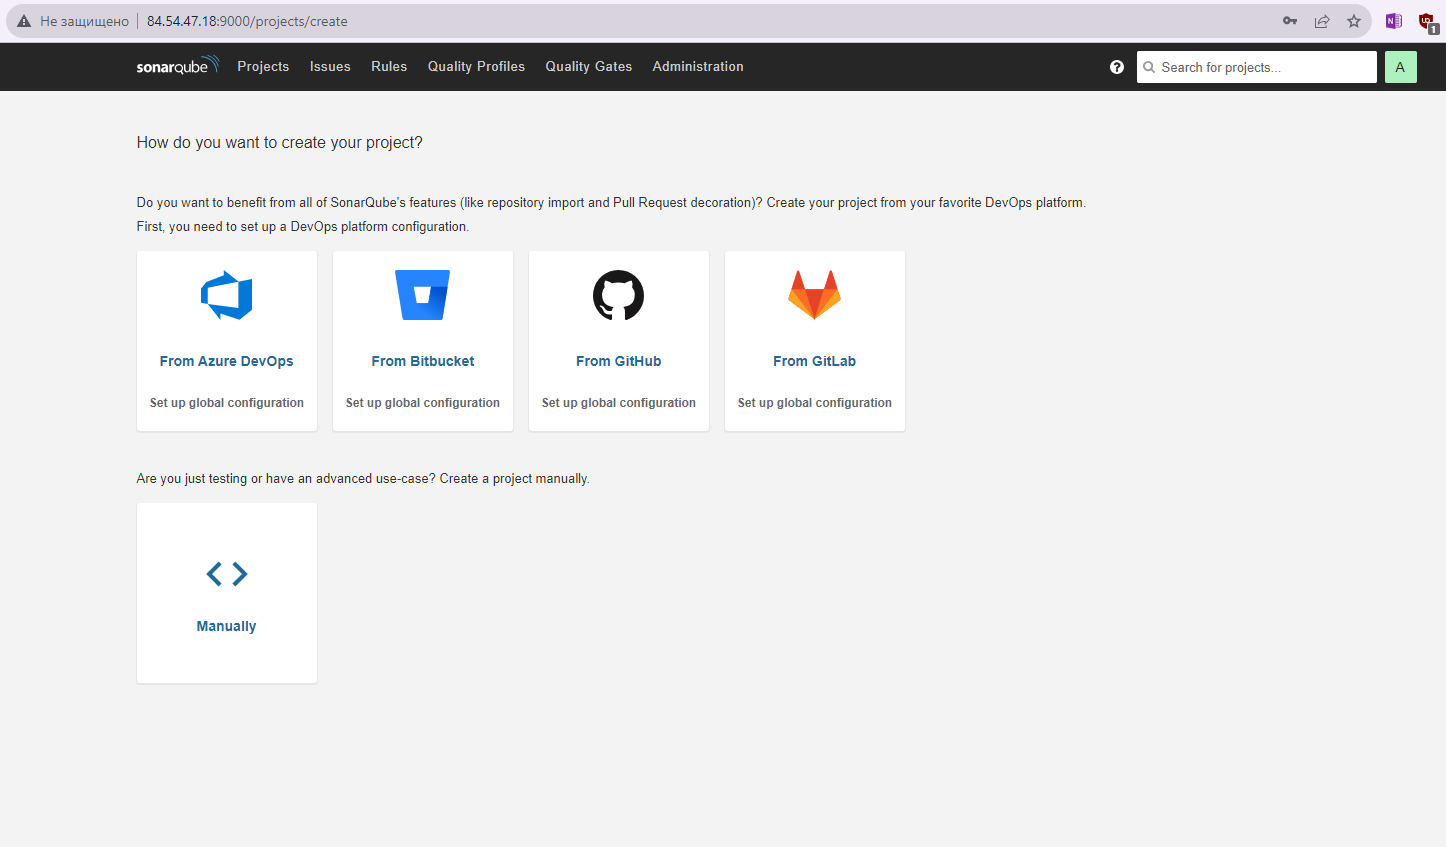 Не защищено 84.54.47.18:9000/projects/create
1
sonarqube Projects Issues Rules Quality Profiles Quality Gates Administration ? Search for projects... A
How do you want to create your project?
Do you want to benefit from all of SonarQube's features (like repository import and Pull Request decoration)? Create your project from your favorite DevOps platform.
First, you need to set up a DevOps platform configuration.
From Azure DevOps From Bitbucket From GitHub From GitLab
Set up global configuration Set up global configuration Set up global configuration Set up global configuration
Are you just testing or have an advanced use-case? Create a project manually.
Manually